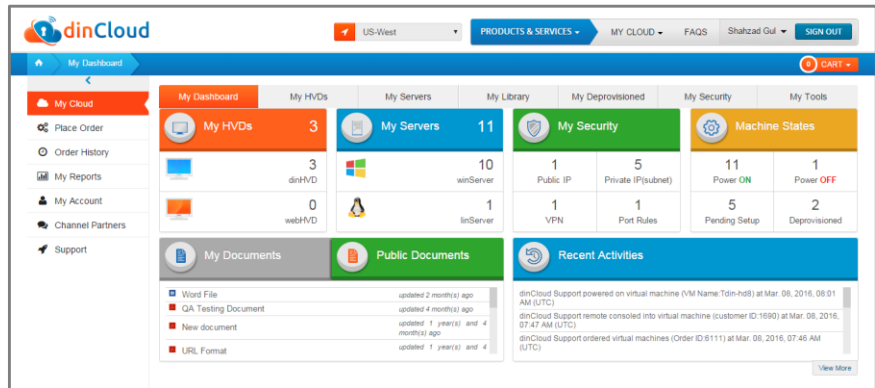 dinCloud
US-West
PRODUCTS & SERVICES
MY CLOUD
FAQS
Shahzad Gul
SIGN OUT
My Dashboard
0 CART
My Cloud
Place Order
Order History
My Reports
My Account
Channel Partners
Support
My Dashboard
My HVDs
My Servers
My Library
My Deprovisioned
My Security
My Tools
My HVDs 3
3
dinHVD
0
webHVD
My Servers 11
10
winServer
1
linServer
My Security
1
Public IP
5
Private IP(subnet)
1
VPN
1
Port Rules
Machine States
11
Power ON
1
Power OFF
5
Pending Setup
2
Deprovisioned
My Documents
Public Documents
Word File updated 2 month(s) ago
QA Testing Document updated 4 month(s) ago
New document updated 1 year(s) and 4
month(s) ago
URL Format updated 1 year(s) and 4
Recent Activities
dinCloud Support powered on virtual machine (VM Name:Tdin-hd8) at Mar. 08, 2016, 08:01
AM (UTC)
dinCloud Support remote consoled into virtual machine (customer ID:1690) at Mar. 08, 2016,
07:47 AM (UTC)
dinCloud Support ordered virtual machines (Order ID:6111) at Mar. 08, 2016, 07:46 AM
(UTC)
View More